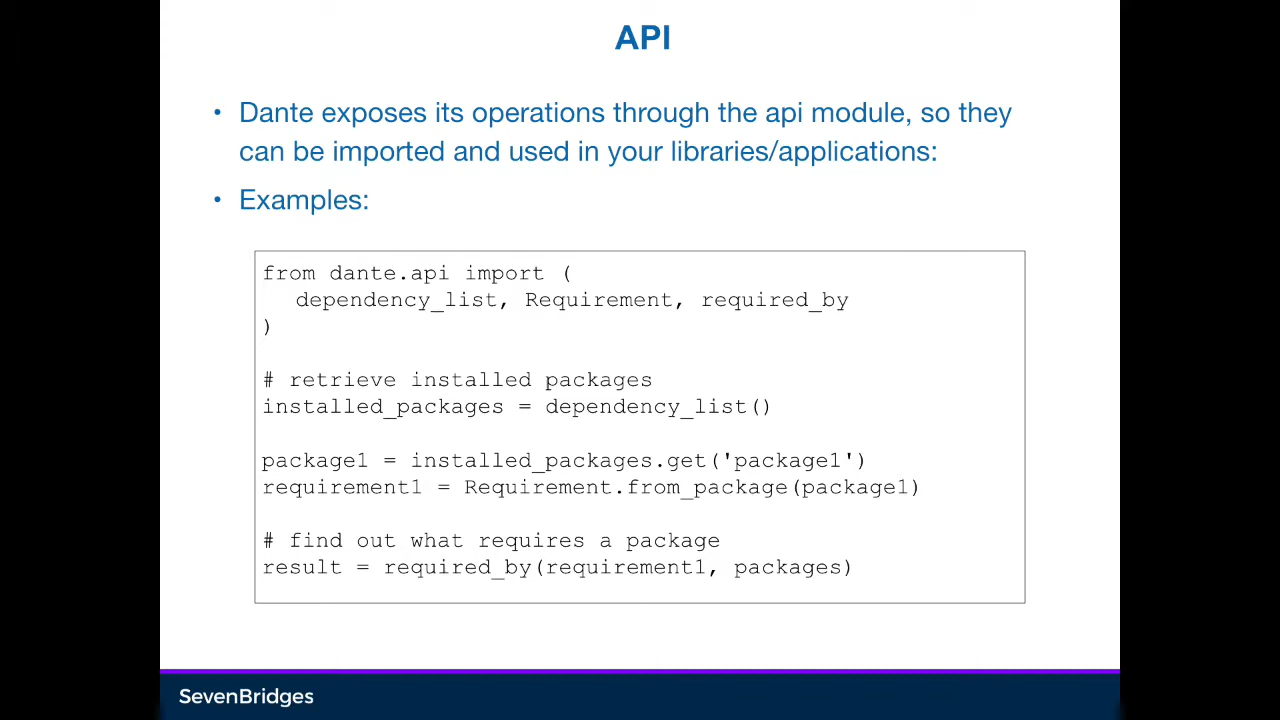 API
• Dante exposes its operations through the api module, so they
can be imported and used in your libraries/applications:
• Examples:
from dante.api import (
dependency_list, Requirement, required_by
)
# retrieve installed packages
installed_packages = dependency_list()
package1 = installed_packages.get('package1')
requirement1 = Requirement.from_package(package1)
# find out what requires a package
result = required_by(requirement1, packages)
SevenBridges